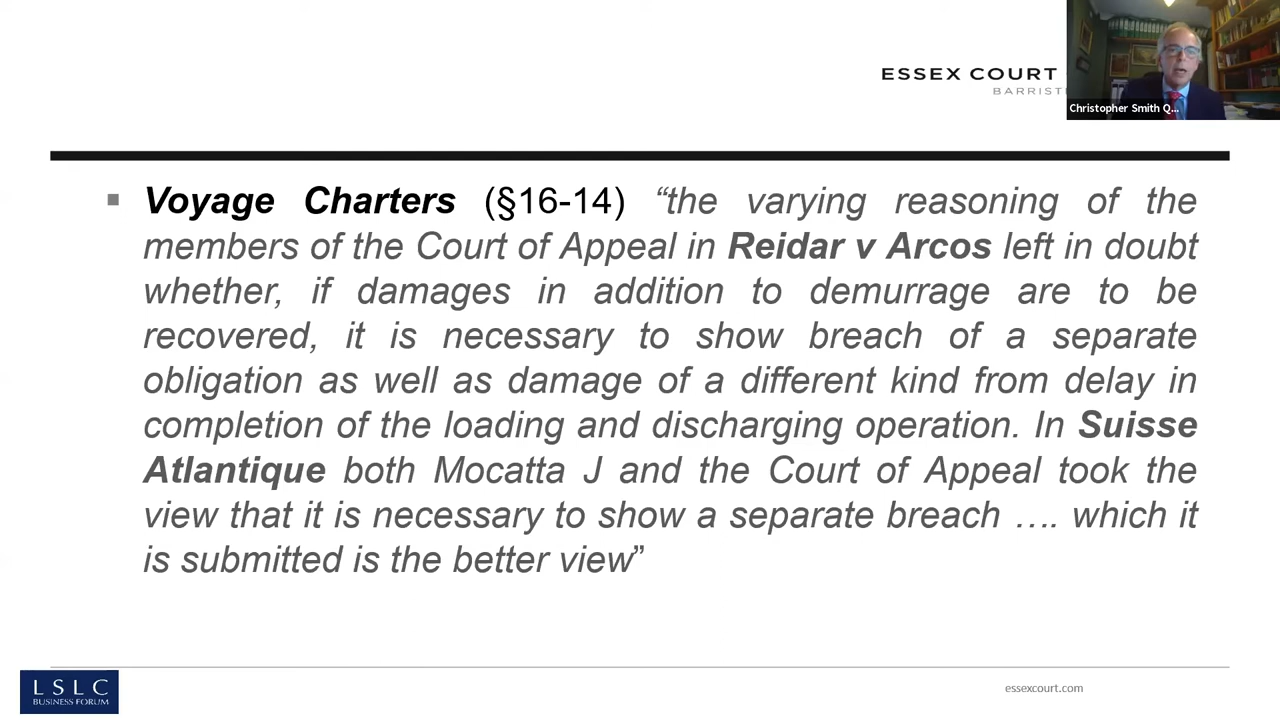 ESSEX COURT
BARRIST
Christopher Smith Q...
▪ Voyage Charters (§16-14) “the varying reasoning of the
members of the Court of Appeal in Reidar v Arcos left in doubt
whether, if damages in addition to demurrage are to be
recovered, it is necessary to show breach of a separate
obligation as well as damage of a different kind from delay in
completion of the loading and discharging operation. In Suisse
Atlantique both Mocatta J and the Court of Appeal took the
view that it is necessary to show a separate breach …. which it
is submitted is the better view”
LSLC
BUSINESS FORUM
essexcourt.com